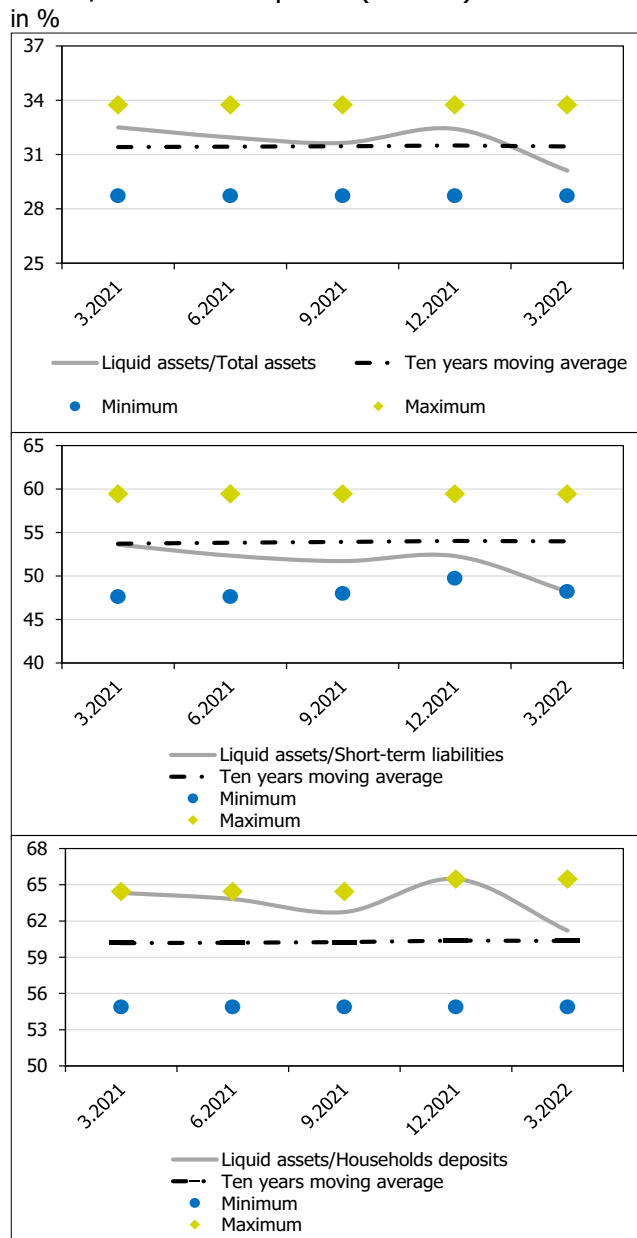 in %
37
34
31
28
25
3.2021
6.2021
9.2021
12.2021
3.2022
Liquid assets/Total assets
Ten years moving average
Minimum
Maximum
65
60
55
50
45
40
3.2021
6.2021
9.2021
12.2021
3.2022
Liquid assets/Short-term liabilities
Ten years moving average
Minimum
Maximum
68
65
62
59
56
53
50
3.2021
6.2021
9.2021
12.2021
3.2022
Liquid assets/Households deposits
Ten years moving average
Minimum
Maximum